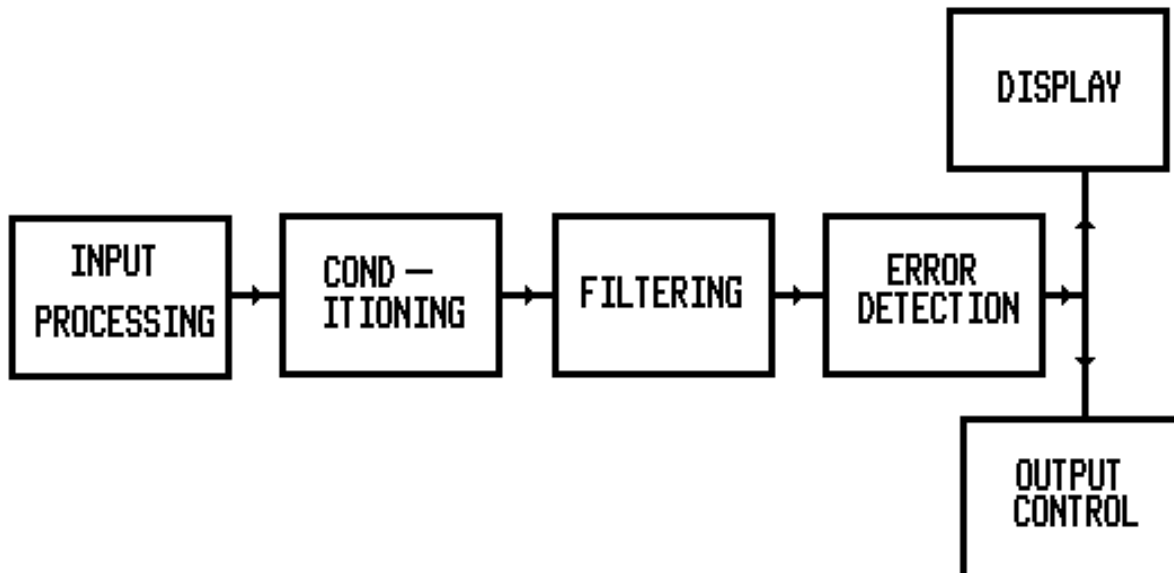 DISPLAY
INPUT
PROCESSING
COND –
ITIONING
FILTERING
ERROR
DETECTION
OUTPUT
CONTROL